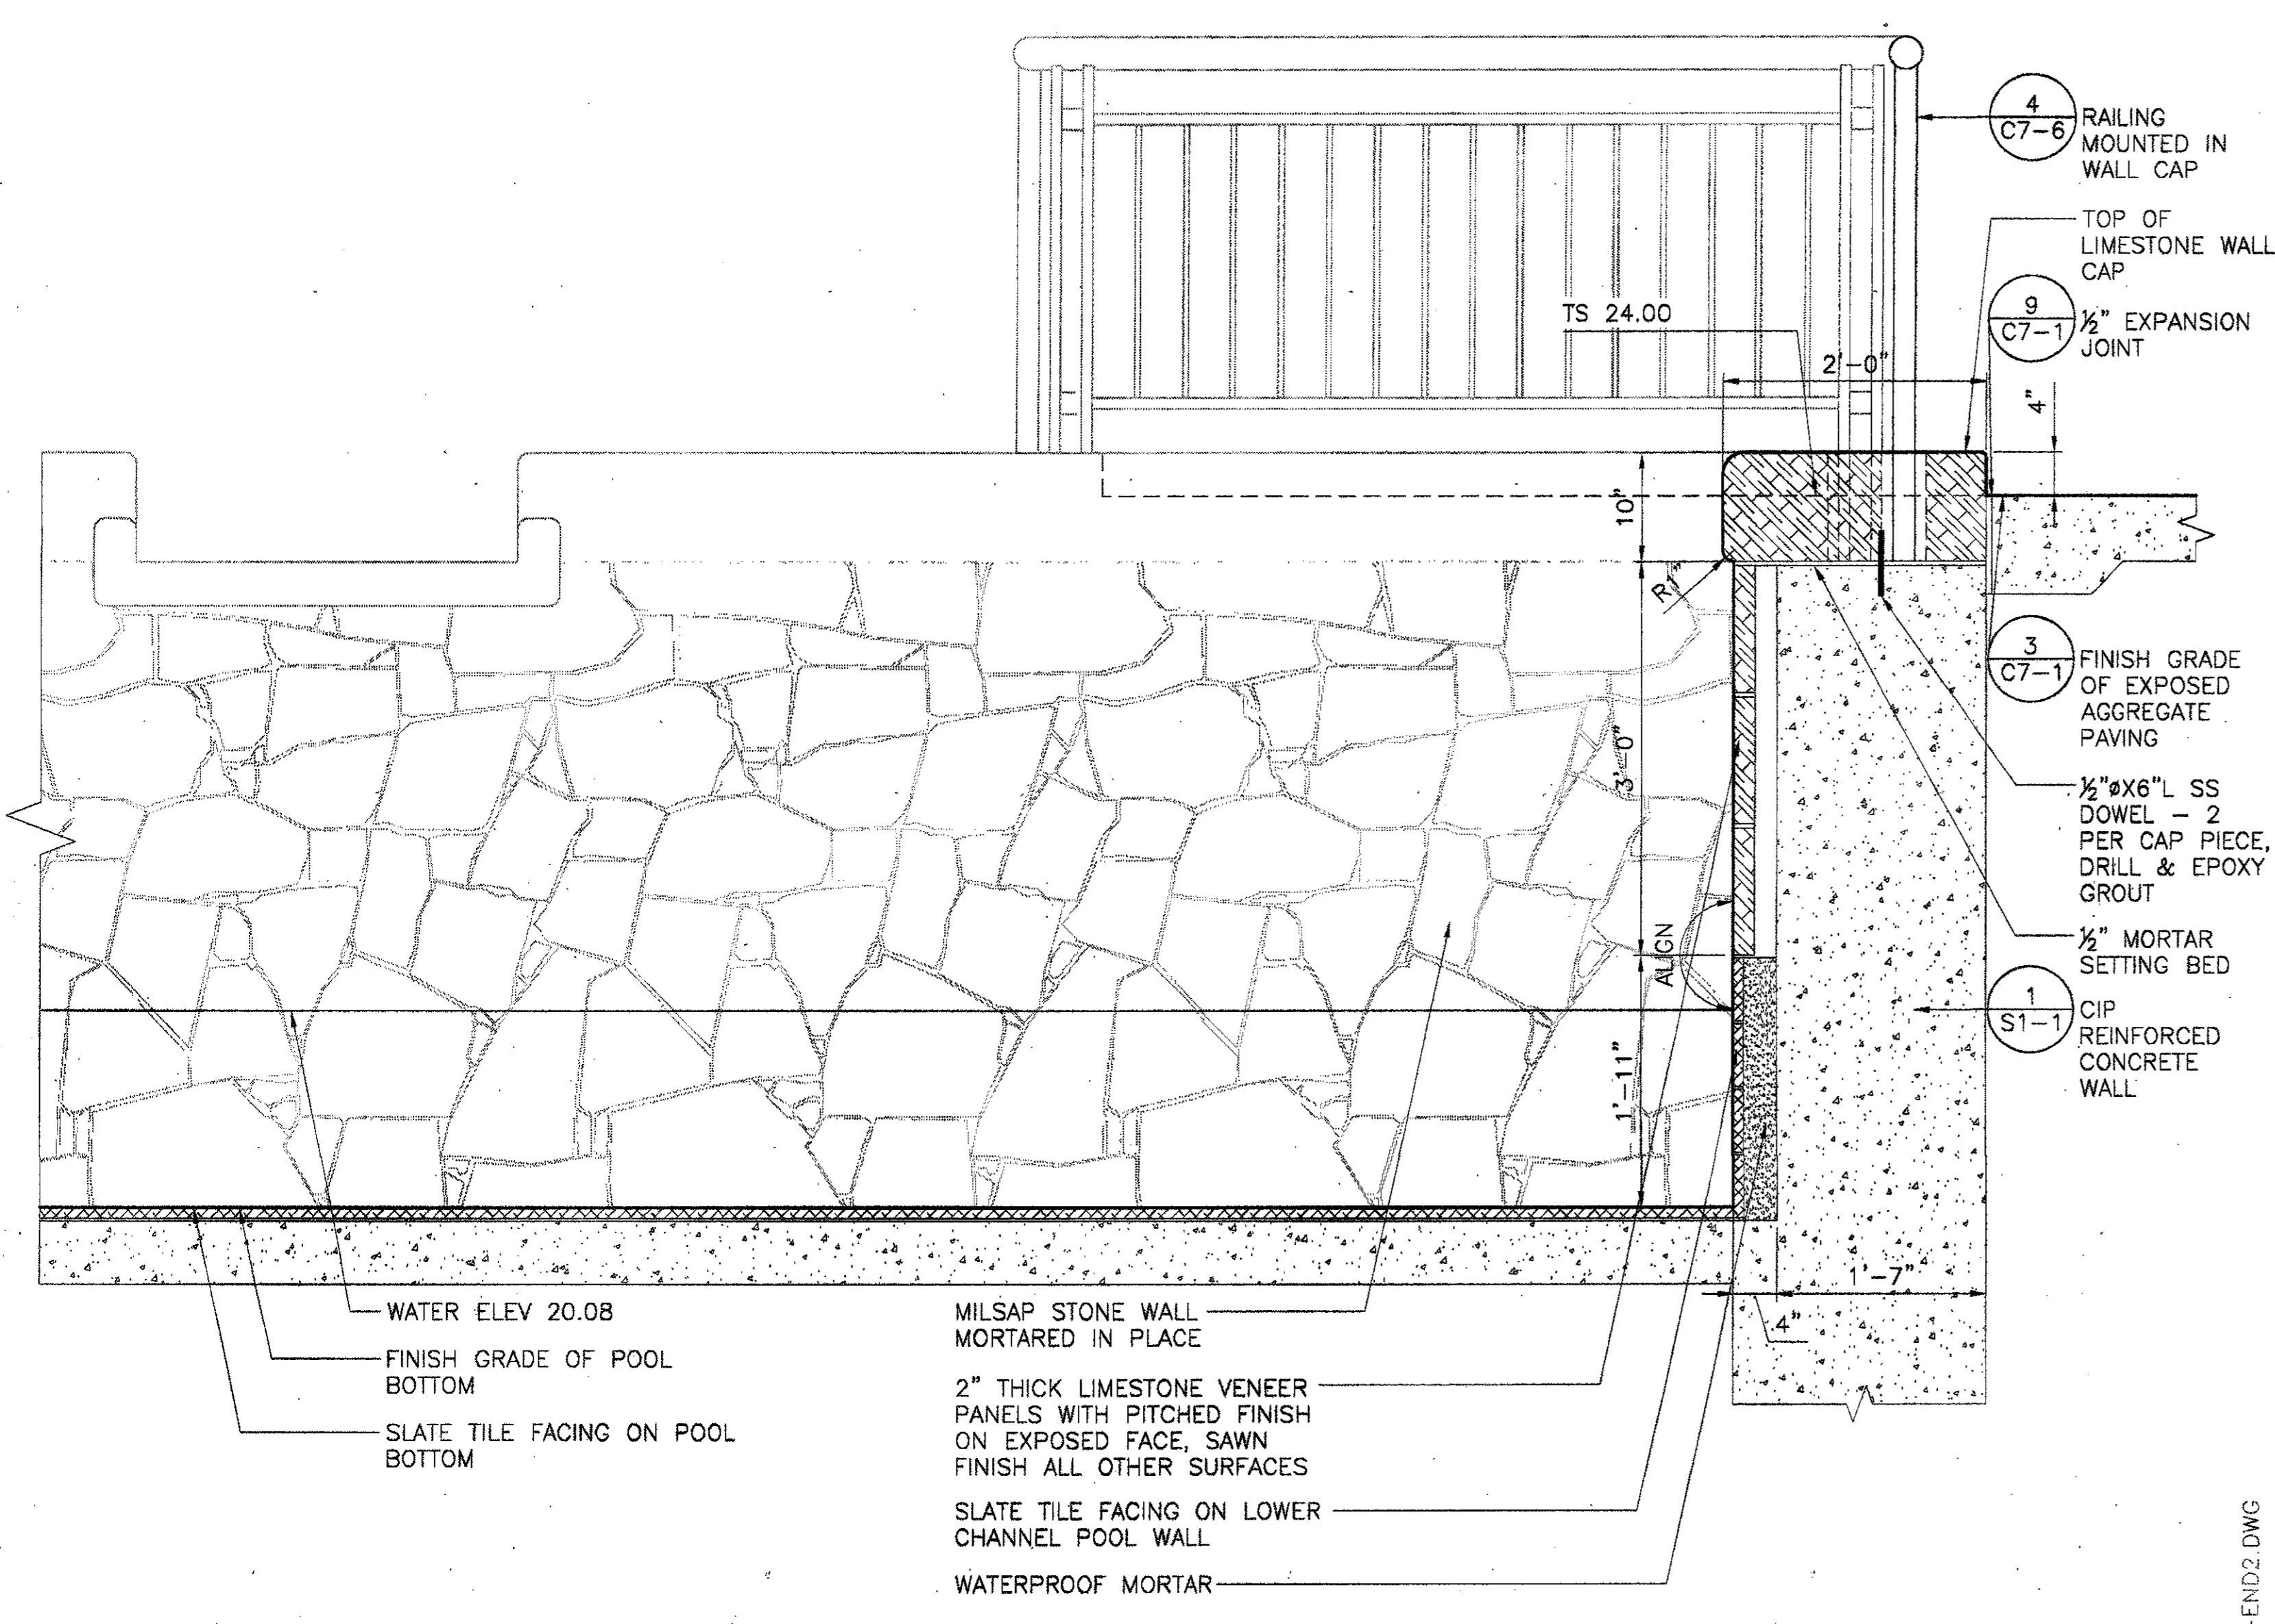 4
C7-6
RAILING
MOUNTED IN
WALL CAP
TOP OF
LIMESTONE WALL
CAP
TS 24.00
9
C7-1
½" EXPANSION
JOINT
2'-0"
4"
10"
R1"
3
C7-1
FINISH GRADE
OF EXPOSED
AGGREGATE
PAVING
3'-0"
½"øX6"L SS
DOWEL - 2
PER CAP PIECE,
DRILL & EPOXY
GROUT
ALIGN
½" MORTAR
SETTING BED
1
S1-1
CIP
REINFORCED
CONCRETE
WALL
1'-11"
1'-7"
4"
WATER ELEV 20.08
FINISH GRADE OF POOL
BOTTOM
SLATE TILE FACING ON POOL
BOTTOM
MILSAP STONE WALL
MORTARED IN PLACE
2" THICK LIMESTONE VENEER
PANELS WITH PITCHED FINISH
ON EXPOSED FACE, SAWN
FINISH ALL OTHER SURFACES
SLATE TILE FACING ON LOWER
CHANNEL POOL WALL
WATERPROOF MORTAR
-END2.DWG